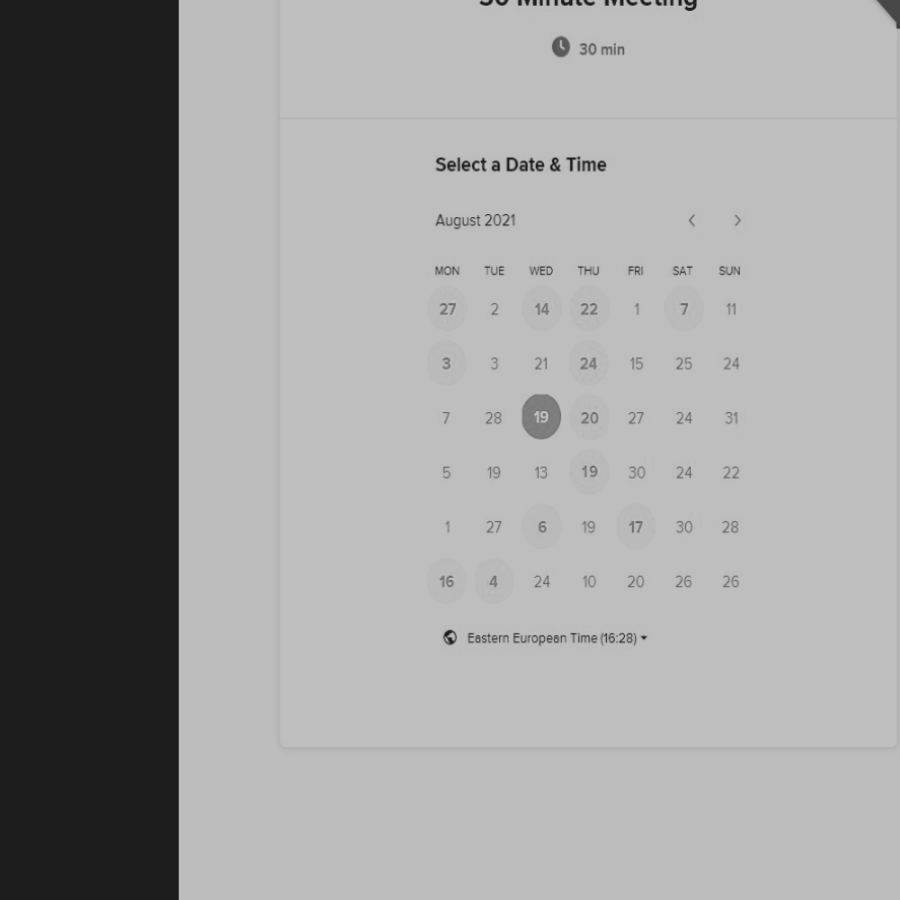 30 Minute Meeting
30 min
Select a Date & Time
August 2021
MON TUE WED THU FRI SAT SUN
27 2 14 22 1 7 11
3 3 21 24 15 25 24
7 28 19 20 27 24 31
5 19 13 19 30 24 22
1 27 6 19 17 30 28
16 4 24 10 20 26 26
Eastern European Time (16:28)